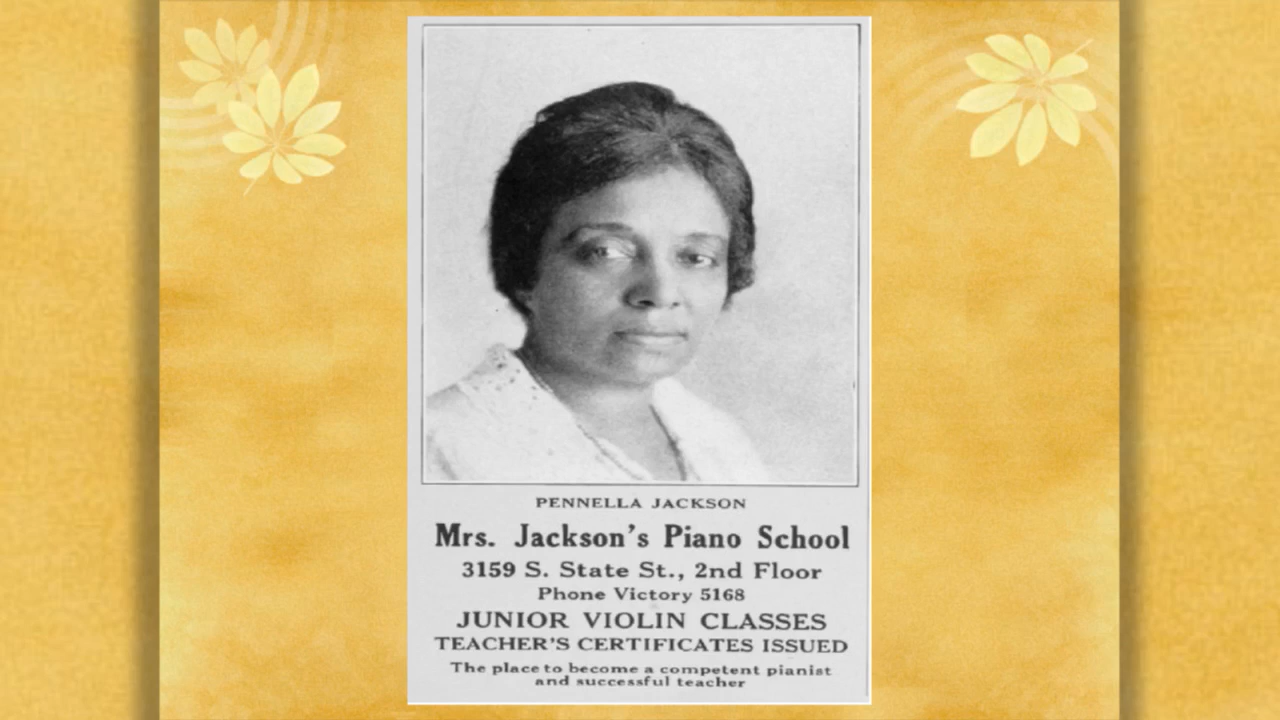 PENNELLA JACKSON
Mrs. Jackson's Piano School
3159 S. State St., 2nd Floor
Phone Victory 5168
JUNIOR VIOLIN CLASSES
TEACHER'S CERTIFICATES ISSUED
The place to become a competent pianist
and successful teacher